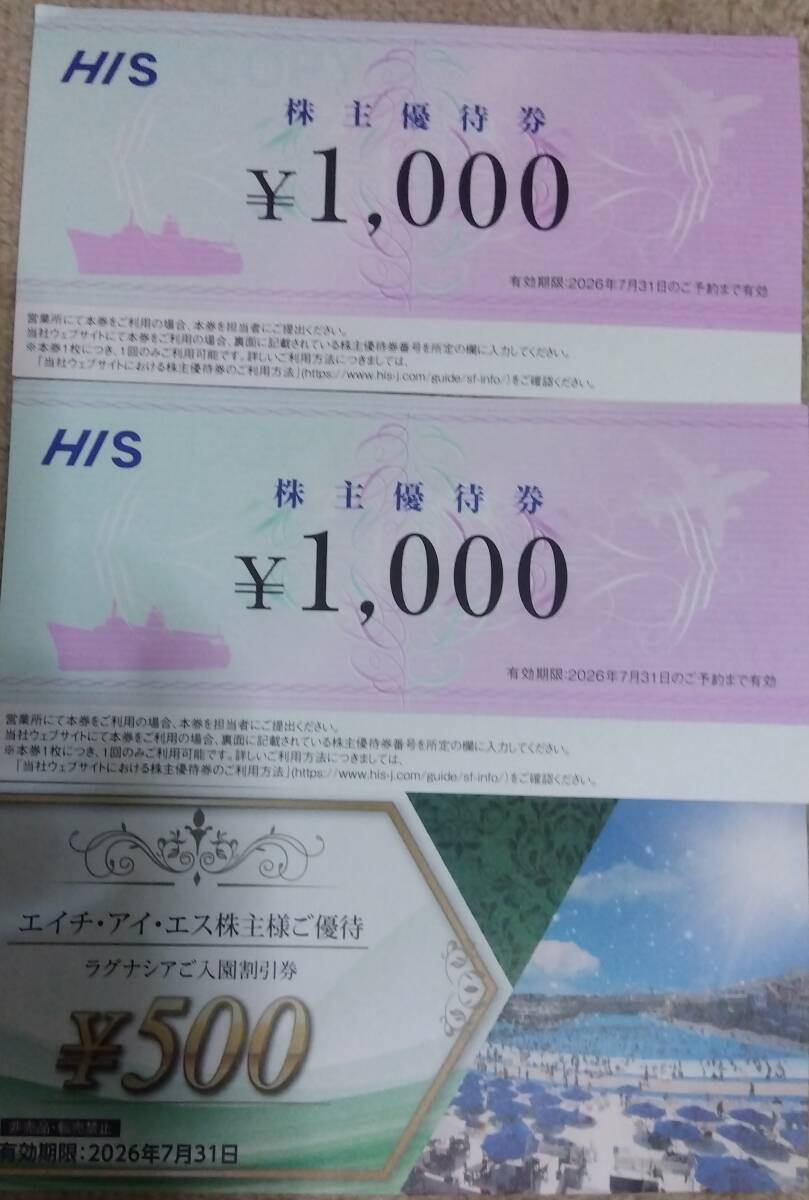 HIS
株主優待券
¥1,000
有効期限:2026年7月31日のご予約まで有効
営業所にて本券をご利用の場合、本券を担当者にご提出ください。
当社ウェブサイトにて本券をご利用の場合、裏面に記載されている株主優待券番号を所定の欄に入力してください。
※本券1枚につき、1回のみご利用可能です。詳しいご利用方法につきましては、
「当社ウェブサイトにおける株主優待券のご利用方法」(https://www.his-j.com/guide/sf-info/)をご確認ください。
HIS
株主優待券
¥1,000
有効期限:2026年7月31日のご予約まで有効
営業所にて本券をご利用の場合、本券を担当者にご提出ください。
当社ウェブサイトにて本券をご利用の場合、裏面に記載されている株主優待券番号を所定の欄に入力してください。
※本券1枚につき、1回のみご利用可能です。詳しいご利用方法につきましては、
「当社ウェブサイトにおける株主優待券のご利用方法」(https://www.his-j.com/guide/sf-info/)をご確認ください。
エイチ・アイ・エス株主様ご優待
ラグナシアご入園割引券
¥500
非売品・転売禁止
有効期限:2026年7月31日